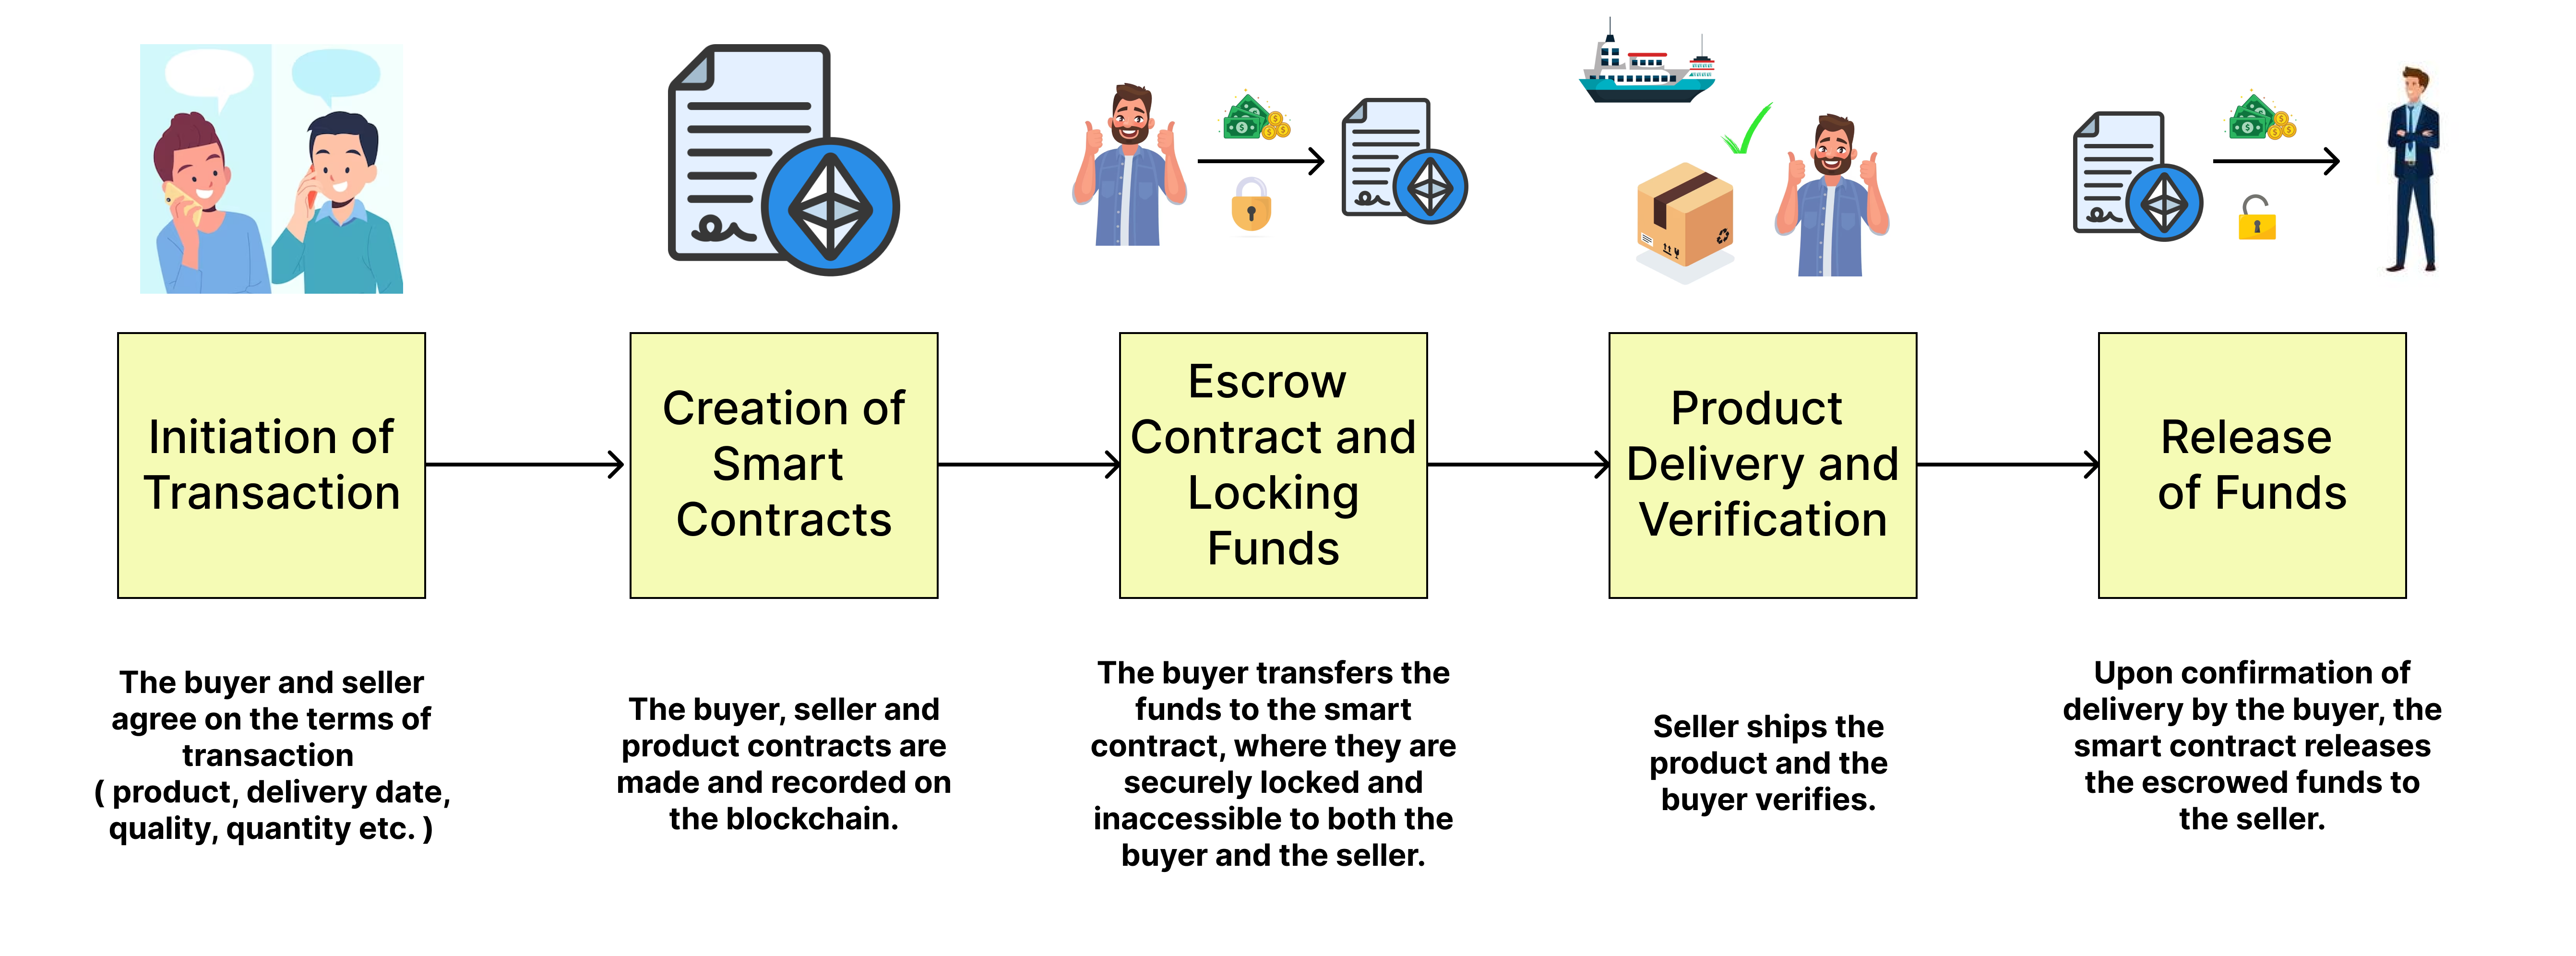 Initiation of
Transaction
Creation of
Smart
Contracts
Escrow
Contract and
Locking
Funds
Product
Delivery and
Verification
Release
of Funds
The buyer and seller
agree on the terms of
transaction
( product, delivery date,
quality, quantity etc. )
The buyer, seller and
product contracts are
made and recorded on
the blockchain.
The buyer transfers the
funds to the smart
contract, where they are
securely locked and
inaccessible to both the
buyer and the seller.
Seller ships the
product and the
buyer verifies.
Upon confirmation of
delivery by the buyer, the
smart contract releases
the escrowed funds to
the seller.